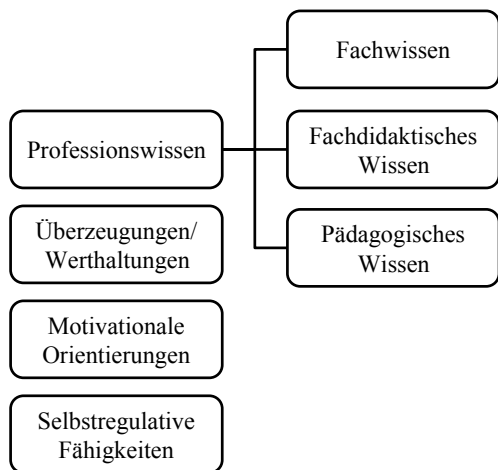 Professionswissen
Überzeugungen/
Werthaltungen
Motivationale
Orientierungen
Selbstregulative
Fähigkeiten
Fachwissen
Fachdidaktisches
Wissen
Pädagogisches
Wissen